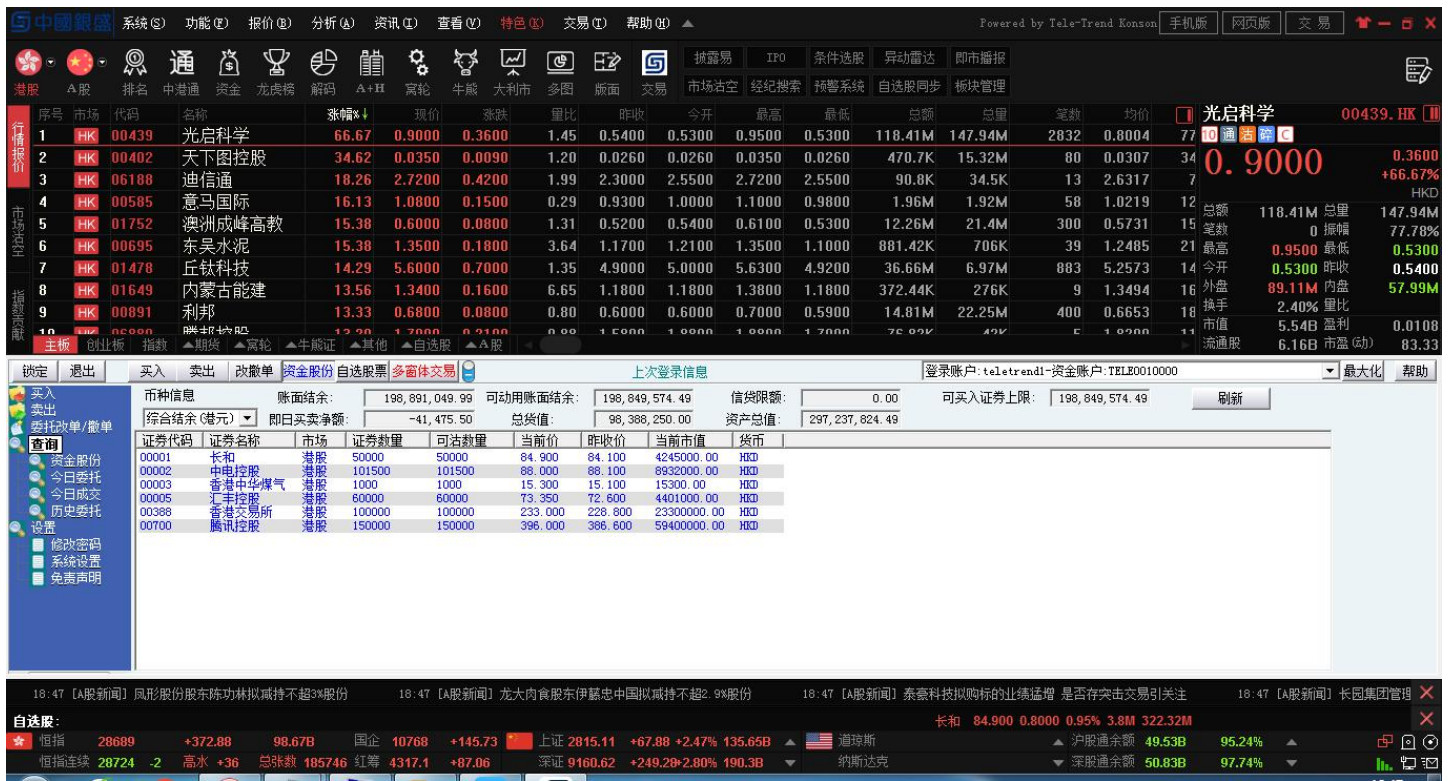 中國銀盛 系统(S) 功能(F) 报价(B) 分析(A) 资讯(I) 查看(V) 特色(K) 交易(T) 帮助(H) Powered by Tele-Trend Konson 手机版 网页版 交易
港股 A股 排名 中港通 资金 龙虎榜 解码 A+H 窝轮 牛熊 大利市 多图 版面 交易
披露易 IPO 条件选股 异动雷达 即市播报
市场沽空 经纪搜索 预警系统 自选股同步 板块管理
行情报价
市场沽空
指数贡献
序号 市场 代码 名称 涨幅%↓ 现价 涨跌 量比 昨收 今开 最高 最低 总额 总量 笔数 均价
1 HK 00439 光启科学 66.67 0.9000 0.3600 1.45 0.5400 0.5300 0.9500 0.5300 118.41M 147.94M 2832 0.8004 77
2 HK 00402 天下图控股 34.62 0.0350 0.0090 1.20 0.0260 0.0260 0.0350 0.0260 470.7K 15.32M 80 0.0307 34
3 HK 06188 迪信通 18.26 2.7200 0.4200 1.99 2.3000 2.5500 2.7200 2.5500 90.8K 34.5K 13 2.6317 7
4 HK 00585 意马国际 16.13 1.0800 0.1500 0.29 0.9300 1.0000 1.1000 0.9800 1.96M 1.92M 58 1.0219 12
5 HK 01752 澳洲成峰高教 15.38 0.6000 0.0800 1.31 0.5200 0.5400 0.6100 0.5300 12.26M 21.4M 300 0.5731 15
6 HK 00695 东吴水泥 15.38 1.3500 0.1800 3.64 1.1700 1.2100 1.3500 1.1000 881.42K 706K 39 1.2485 21
7 HK 01478 丘钛科技 14.29 5.6000 0.7000 1.35 4.9000 5.0000 5.6300 4.9200 36.66M 6.97M 883 5.2573 14
8 HK 01649 内蒙古能建 13.56 1.3400 0.1600 6.65 1.1800 1.1800 1.3800 1.1800 372.44K 276K 9 1.3494 16
9 HK 00891 利邦 13.33 0.6800 0.0800 0.80 0.6000 0.6000 0.7000 0.5900 14.81M 22.25M 400 0.6653 18
主板 创业板 指数 ▲期货 ▲窝轮 ▲牛熊证 ▲其他 ▲自选股 ▲A股
光启科学 00439.HK
10 通 沽 碎 C
0.9000 0.3600
+66.67%
HKD
总额 118.41M 总里 147.94M
笔数 0 振幅 77.78%
最高 0.9500 最低 0.5300
今开 0.5300 昨收 0.5400
外盘 89.11M 内盘 57.99M
换手 2.40% 里比
市值 5.54B 盈利 0.0108
流通股 6.16B 市盈(动) 83.33
锁定 退出 买入 卖出 改撤单 资金股份 自选股票 多窗体交易 上次登录信息 登录账户:teletrend1-资金账户:TELE0010000 最大化 帮助
买入
卖出
委托改单/撤单
查询
资金股份
今日委托
今日成交
历史委托
设置
修改密码
系统设置
免责声明
币种信息 账面结余: 198,891,049.99 可动用账面结余: 198,849,574.49 信贷限额: 0.00 可买入证券上限: 198,849,574.49 刷新
综合结余(港元) 即日买卖净额: -41,475.50 总货值: 98,388,250.00 资产总值: 297,237,824.49
证券代码 证券名称 市场 证券数量 可沽数量 当前价 昨收价 当前市值 货币
00001 长和 港股 50000 50000 84.900 84.100 4245000.00 HKD
00002 中电控股 港股 101500 101500 88.000 88.100 8932000.00 HKD
00003 香港中华煤气 港股 1000 1000 15.300 15.100 15300.00 HKD
00005 汇丰控股 港股 60000 60000 73.350 72.600 4401000.00 HKD
00388 香港交易所 港股 100000 100000 233.000 228.800 23300000.00 HKD
00700 腾讯控股 港股 150000 150000 396.000 386.600 59400000.00 HKD
18:47 [A股新闻] 凤形股份股东陈功林拟减持不超3%股份 18:47 [A股新闻] 龙大肉食股东伊藤忠中国拟减持不超2.9%股份 18:47 [A股新闻] 泰豪科技拟购标的业绩猛增 是否存突击交易引关注 18:47 [A股新闻] 长园集团管理
自选股: 长和 84.900 0.8000 0.95% 3.8M 322.32M
恒指 28689 +372.88 98.67B 国企 10768 +145.73 上证 2815.11 +67.88 +2.47% 135.65B 道琼斯 沪股通余额 49.53B 95.24%
恒指连续 28724 -2 高水 +36 总张数 185746 红筹 4317.1 +87.06 深证 9160.62 +249.29+2.80% 190.3B 纳斯达克 深股通余额 50.83B 97.74%